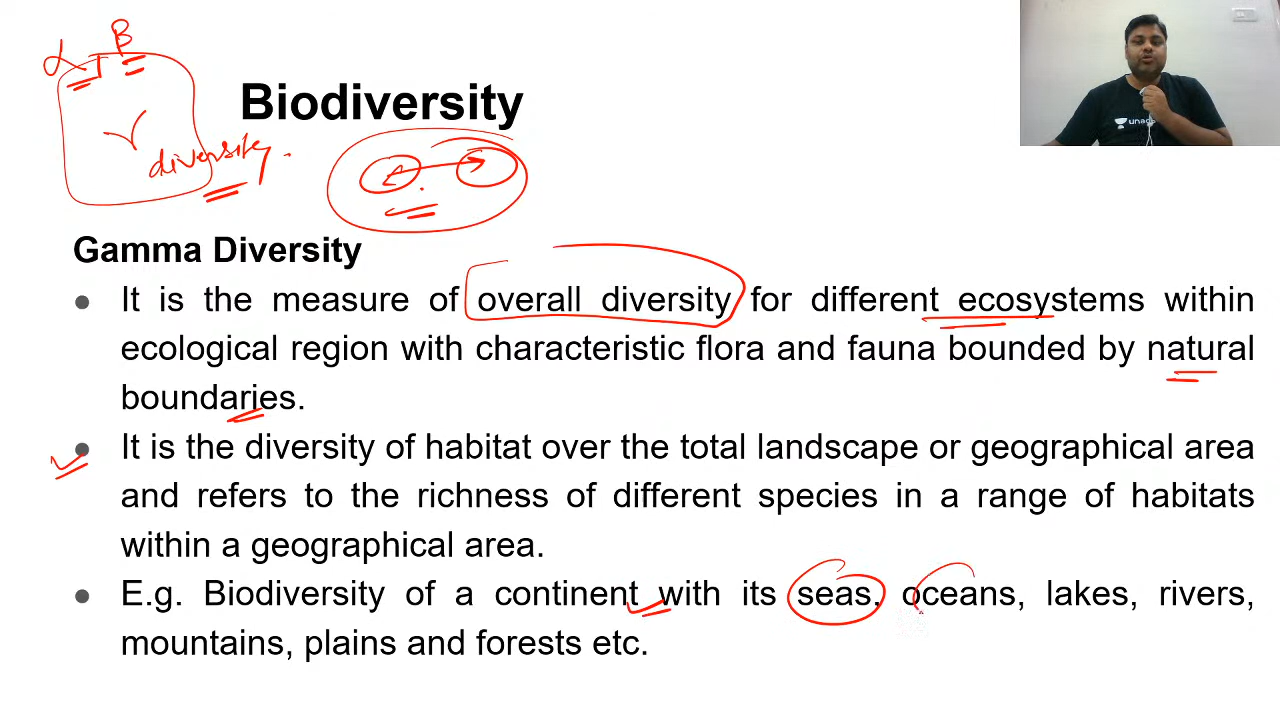 α + β
γ
diversity.
Biodiversity
A
unac
Gamma Diversity
● It is the measure of overall diversity for different ecosystems within
ecological region with characteristic flora and fauna bounded by natural
boundaries.
● It is the diversity of habitat over the total landscape or geographical area
and refers to the richness of different species in a range of habitats
within a geographical area.
● E.g. Biodiversity of a continent with its seas, oceans, lakes, rivers,
mountains, plains and forests etc.